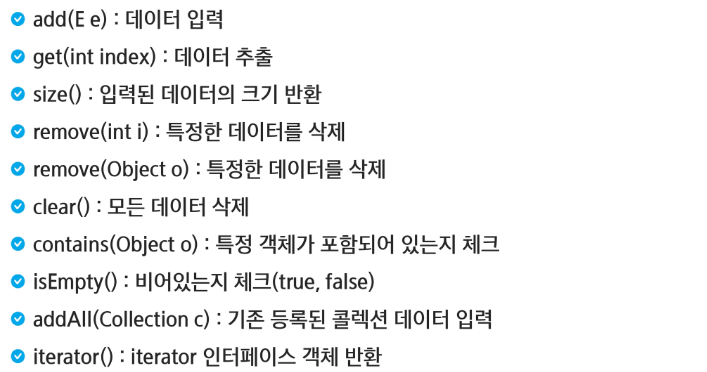 add(E e) : 데이터 입력
get(int index) : 데이터 추출
size() : 입력된 데이터의 크기 반환
remove(int i) : 특정한 데이터를 삭제
remove(Object o) : 특정한 데이터를 삭제
clear() : 모든 데이터 삭제
contains(Object o) : 특정 객체가 포함되어 있는지 체크
isEmpty() : 비어있는지 체크(true, false)
addAll(Collection c) : 기존 등록된 콜렉션 데이터 입력
iterator() : iterator 인터페이스 객체 반환